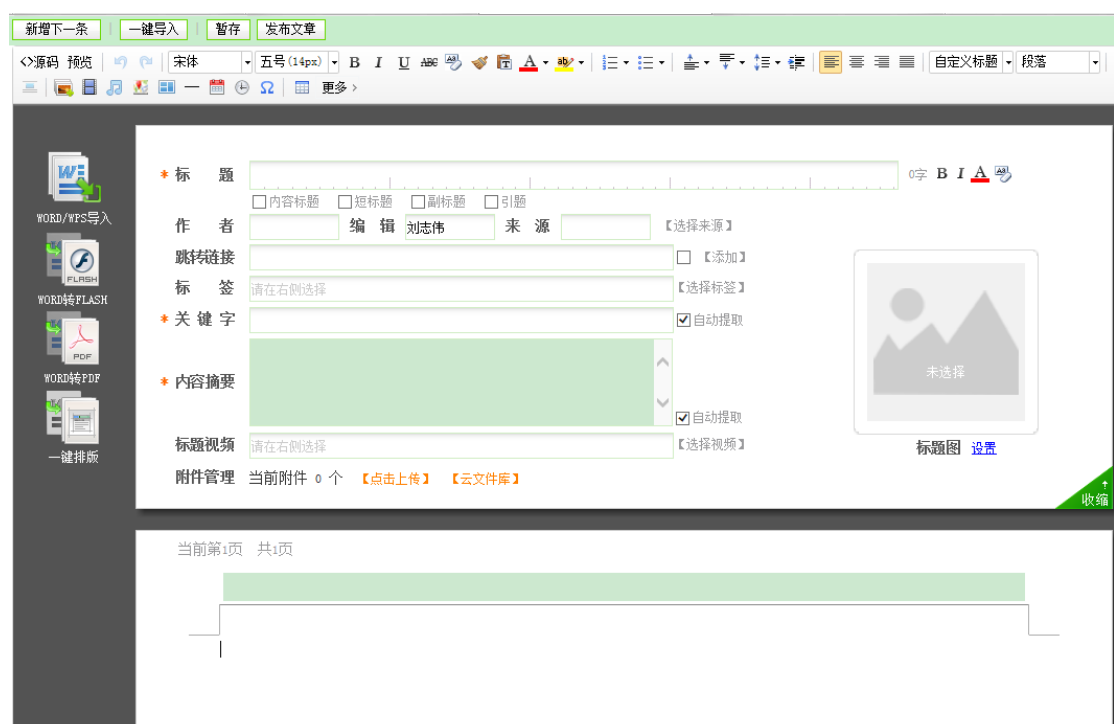 新增下一条 一键导入 暂存 发布文章
<>源码 预览 宋体 五号(14px) B I U ABC A ab 自定义标题 段落
Ω 更多
W
WORD/WPS导入
FLASH
WORD转FLASH
PDF
WORD转PDF
一键排版
* 标 题 0字 B I A
内容标题 短标题 副标题 引题
作 者 编 辑 刘志伟 来 源 【选择来源】
跳转链接 【添加】
标 签 请在右侧选择 【选择标签】
* 关 键 字 自动提取
* 内容摘要
未选择
自动提取
标题视频 请在右侧选择 【选择视频】
标题图 设置
附件管理 当前附件 0 个 【点击上传】 【云文件库】
收缩
当前第1页 共1页